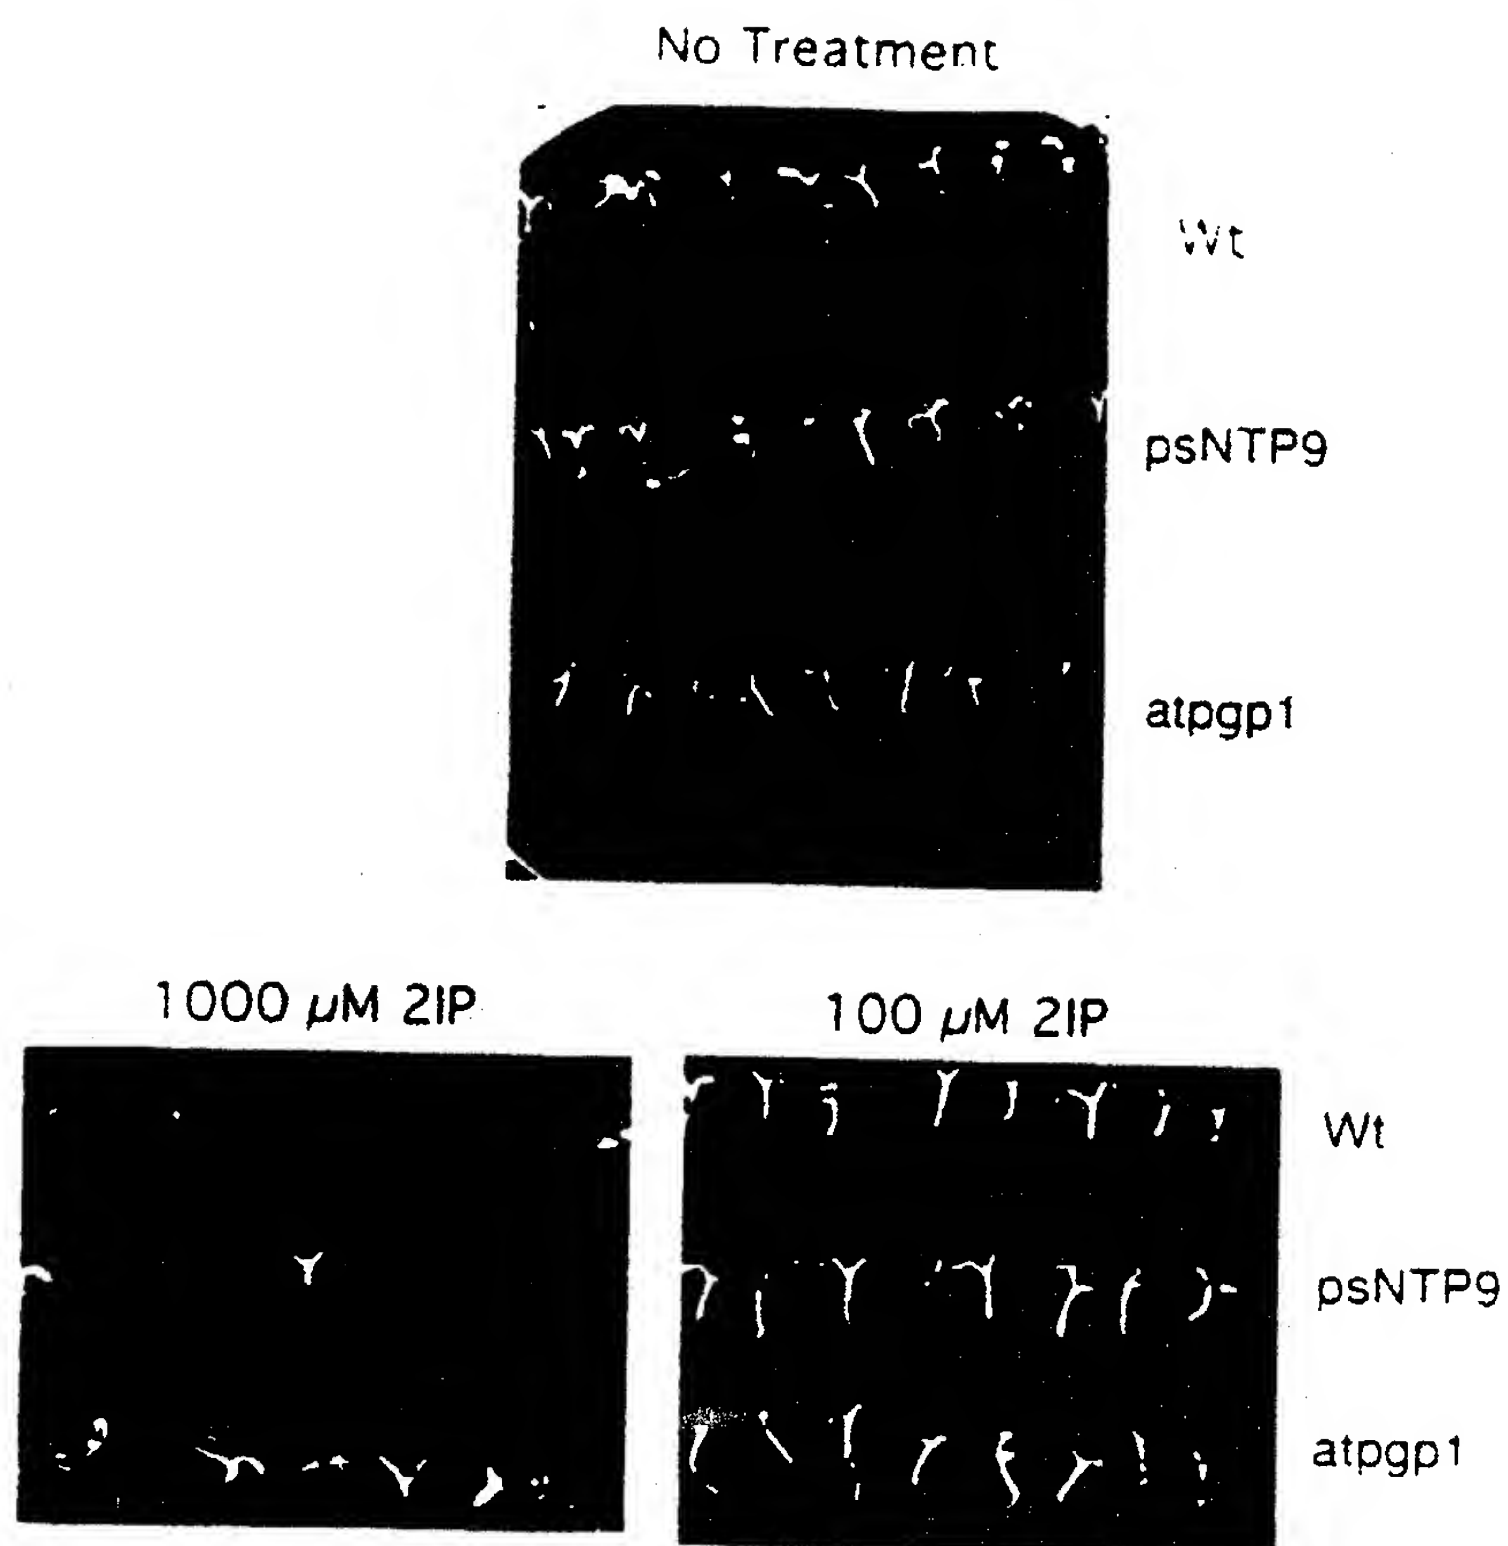 No Treatment
Wt
psNTP9
atpgp1
1000 μM 2IP
100 μM 2IP
Wt
psNTP9
atpgp1